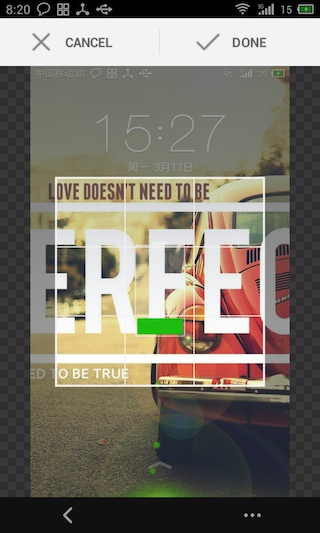 8:20 15
CANCEL DONE
中国移动3G 25
15:27
周一 3月17日
LOVE DOESN'T NEED TO BE
ERFEC
ED TO BE TRUE